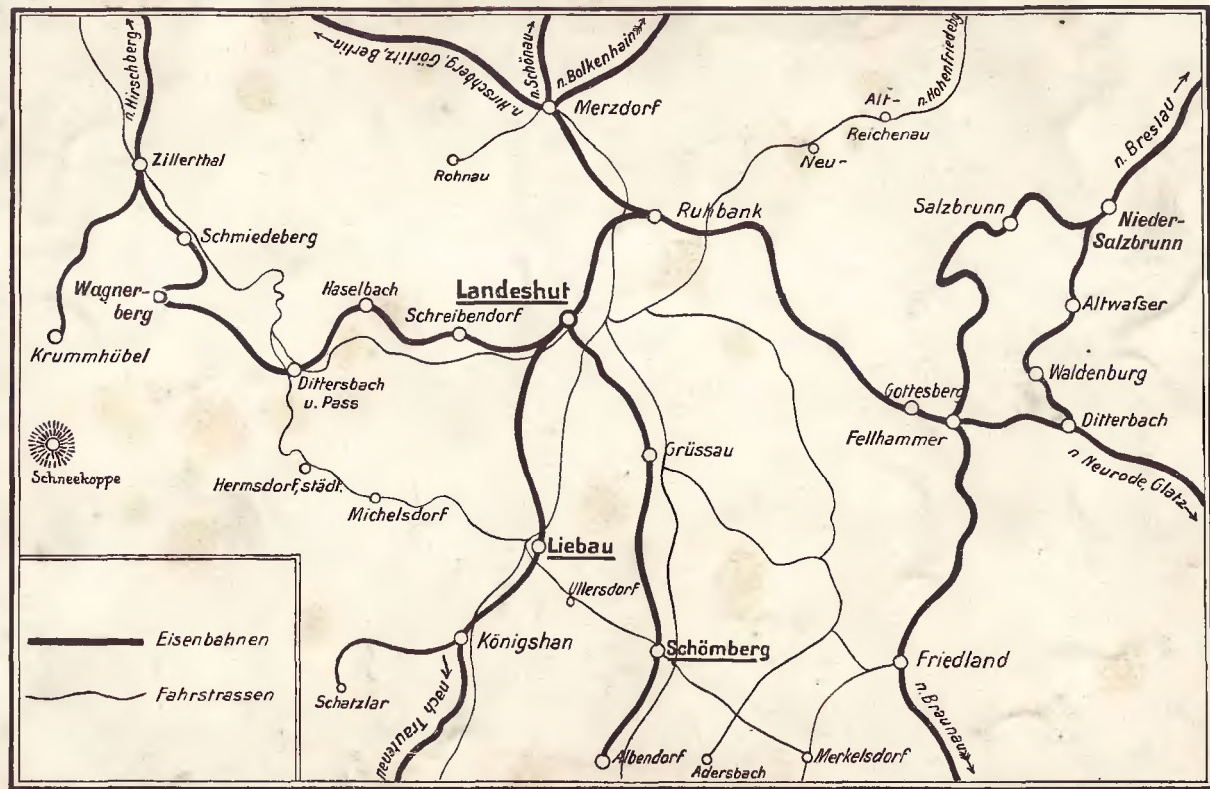 n. Hirschberg
n. Hirschberg, Görlitz, Berlin
n. Schönau
n. Bolkenhain
n. Hohenfriedebg
Merzdorf
Alt-
Reichenau
Neu-
n. Breslau
Zillerthal
Rohnau
Ruhbank
Salzbrunn
Nieder-
Salzbrunn
Schmiedeberg
Wagner-
berg
Haselbach
Landeshut
Schreibendorf
Altwaſser
Krummhübel
Dittersbach
u. Pass
Waldenburg
Gottesberg
Fellhammer
Ditterbach
n. Neurode, Glatz
Schneekoppe
Grüssau
Hermsdorf, städt.
Michelsdorf
Liebau
Ullersdorf
Eisenbahnen
Königshan
Schömberg
Friedland
Fahrstrassen
Schatzlar
nach Trautenau
n. Braunau
Albendorf
Adersbach
Merkelsdorf